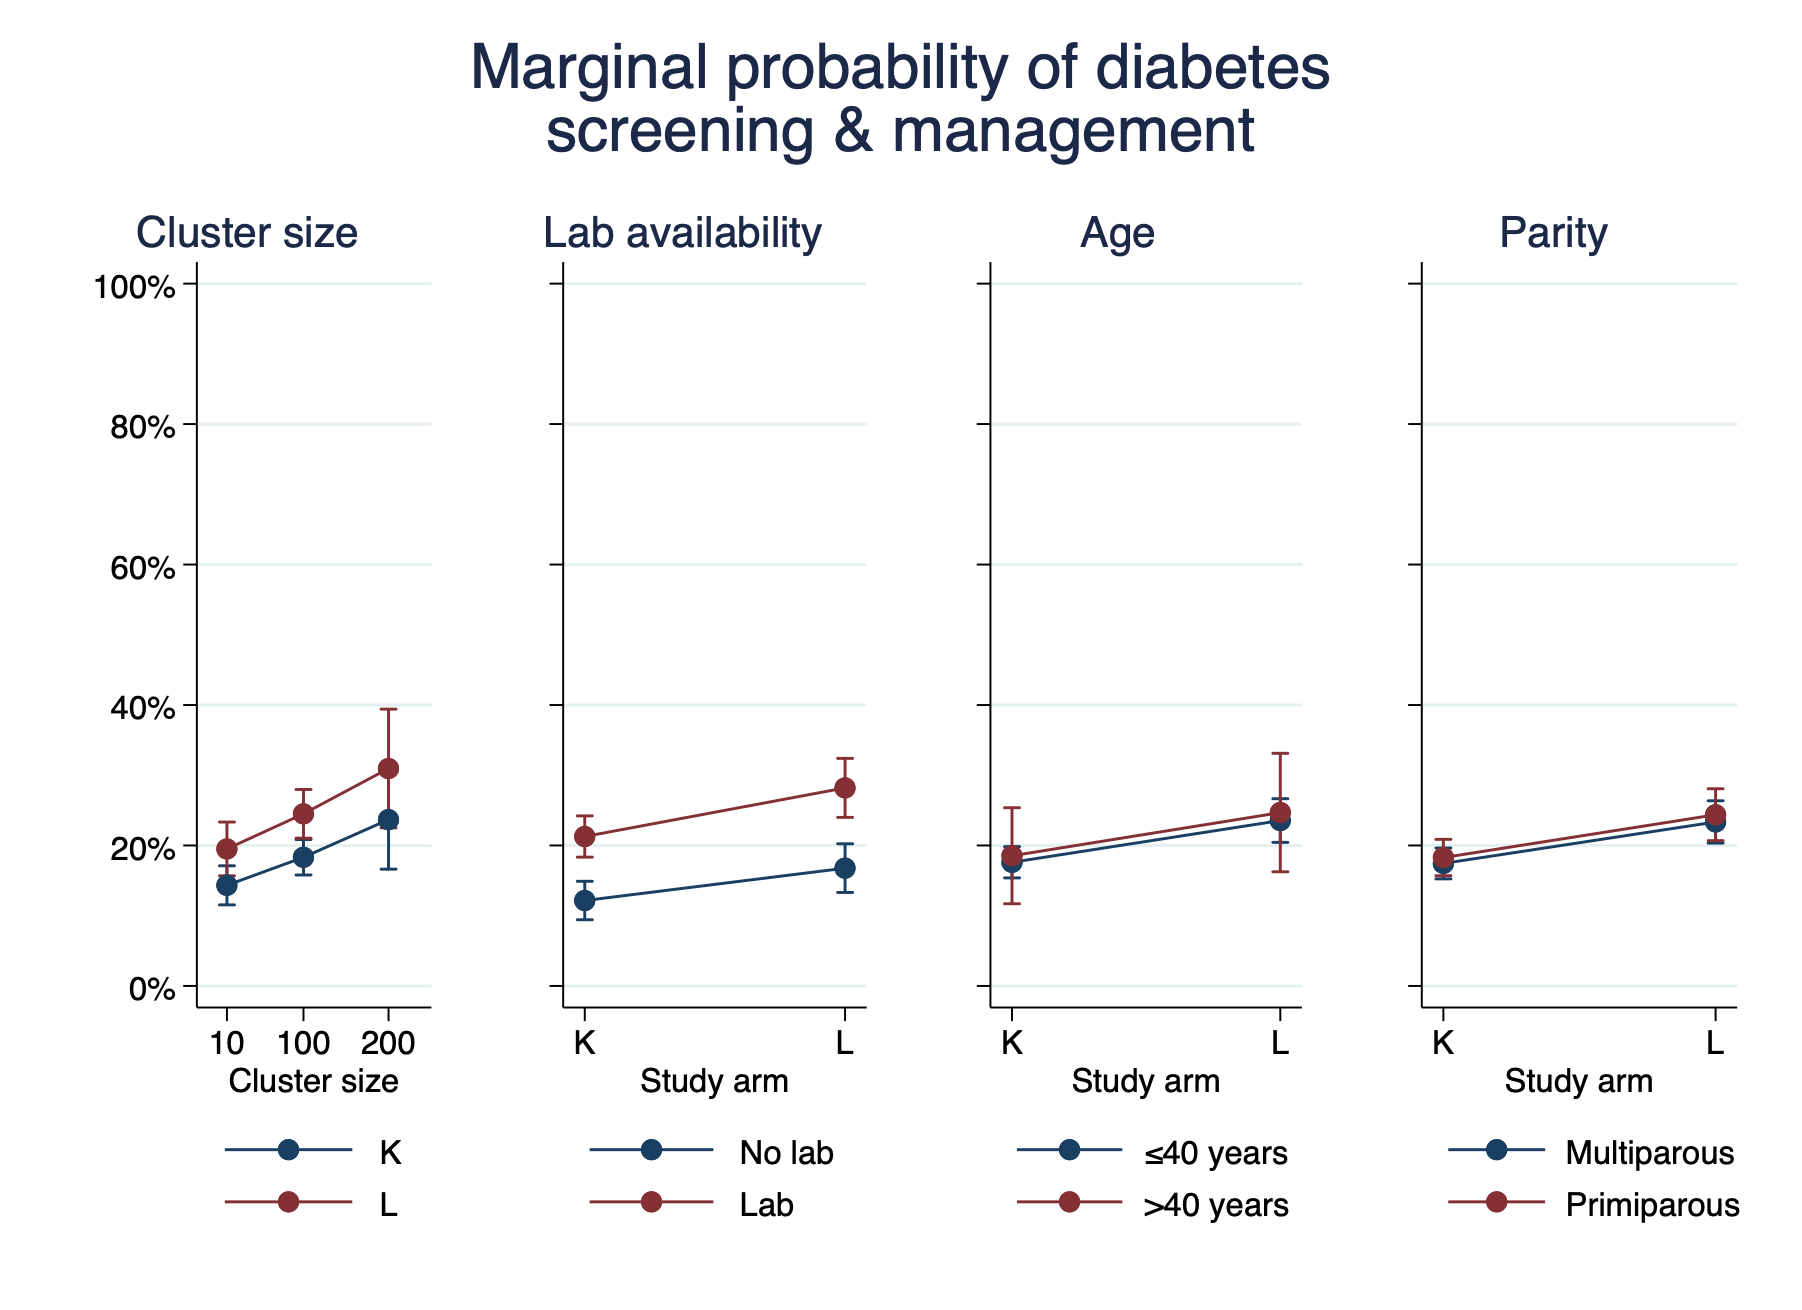 Marginal probability of diabetes
screening & management
Cluster size
Lab availability
Age
Parity
100%
80%
60%
40%
20%
0%
10 100 200
Cluster size
K L
Study arm
K L
Study arm
K L
Study arm
K
L
No lab
Lab
≤40 years
>40 years
Multiparous
Primiparous